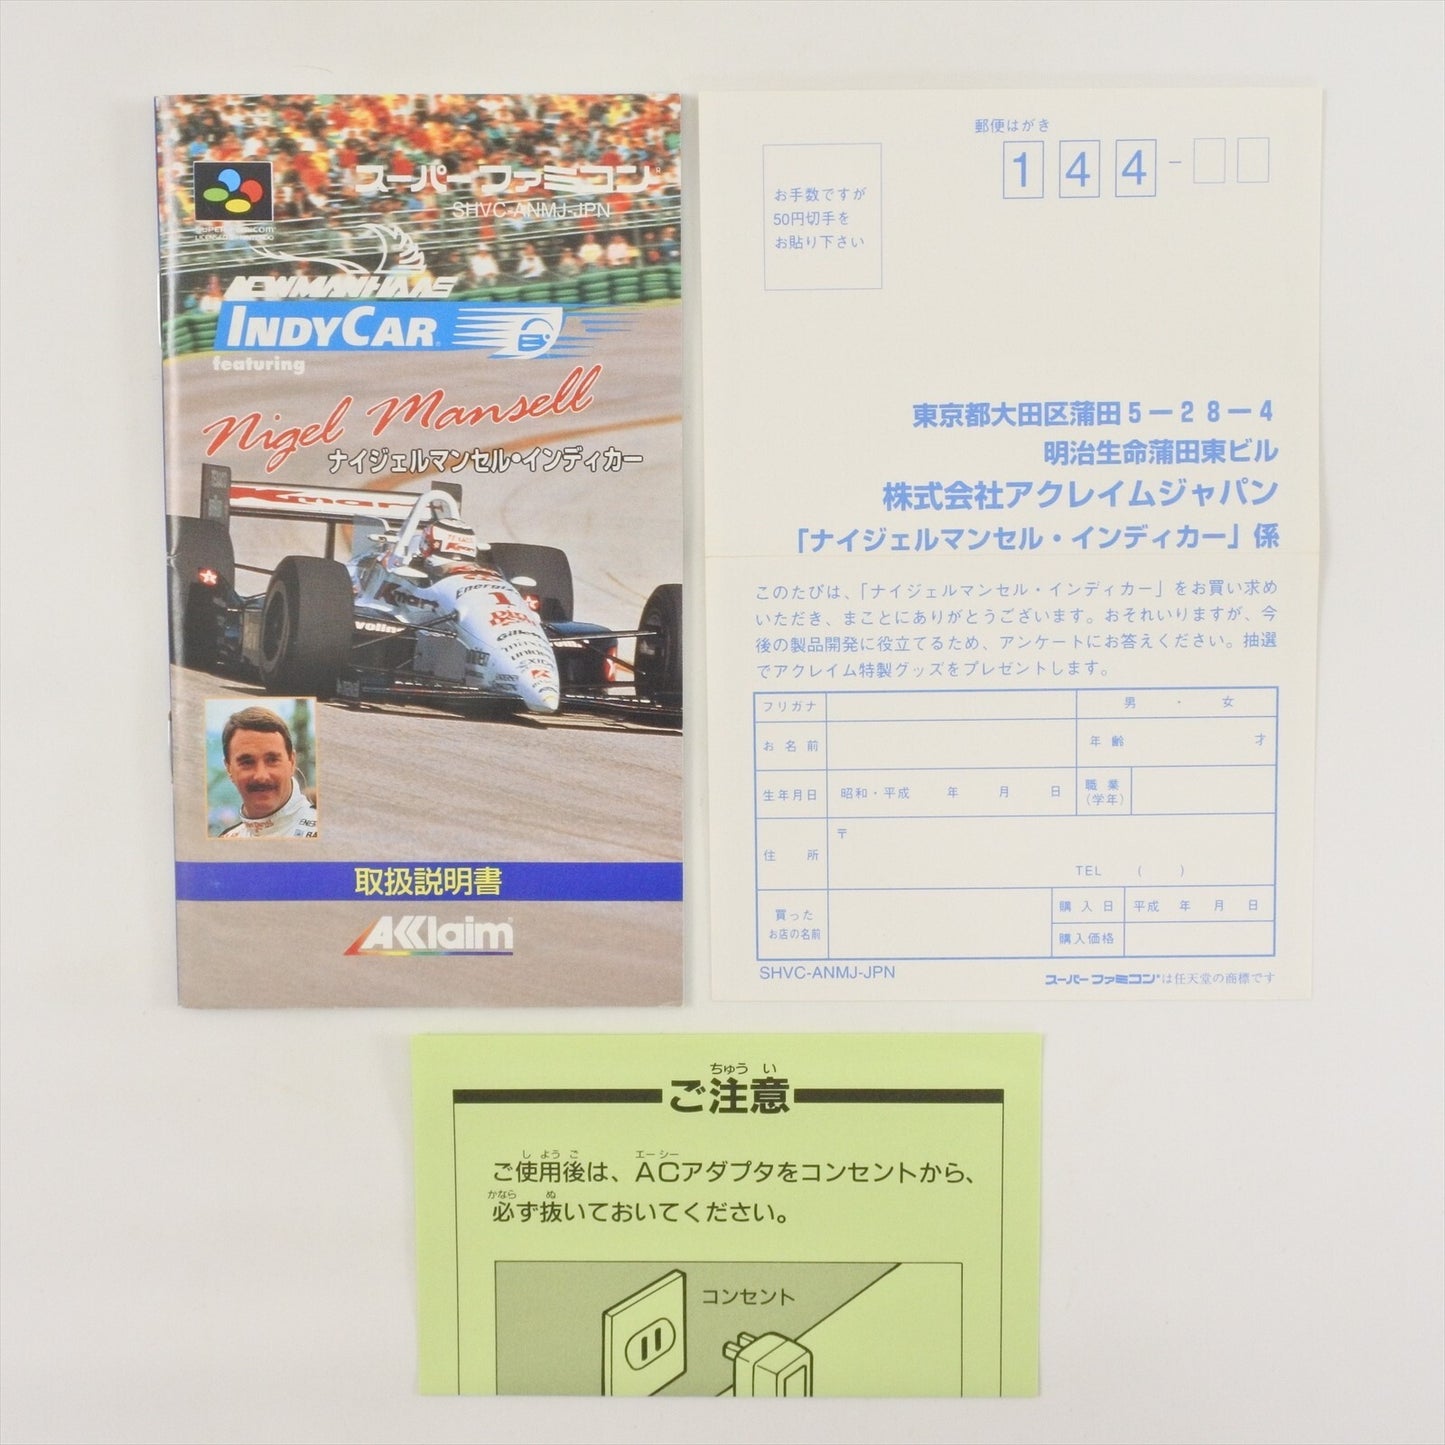 スーパーファミコン
SHVC-ANMJ-JPN
NEWMAN HAAS
INDYCAR
featuring
Nigel Mansell
ナイジェルマンセル・インディカー
Kmart
TEXACO
Kmart
Energizer
Kmart
1
volin
Gillette
取扱説明書
AKKlaim
郵便はがき
144-
お手数ですが
50円切手を
お貼り下さい
東京都大田区蒲田5-28-4
明治生命蒲田東ビル
株式会社アクレイムジャパン
「ナイジェルマンセル・インディカー」係
このたびは、「ナイジェルマンセル・インディカー」をお買い求め
いただき、まことにありがとうございます。おそれいりますが、今
後の製品開発に役立てるため、アンケートにお答えください。抽選
でアクレイム特製グッズをプレゼントします。
フリガナ 男・女
お名前 年齢 才
生年月日 昭和・平成 年 月 日 職業(学年)
住所 〒
TEL ( )
買ったお店の名前 購入日 平成 年 月 日
購入価格
SHVC-ANMJ-JPN スーパーファミコン®は任天堂の商標です
ちゅうい
ご注意
しようご エーシー
ご使用後は、ACアダプタをコンセントから、
かなら ぬ
必ず抜いておいてください。
コンセント